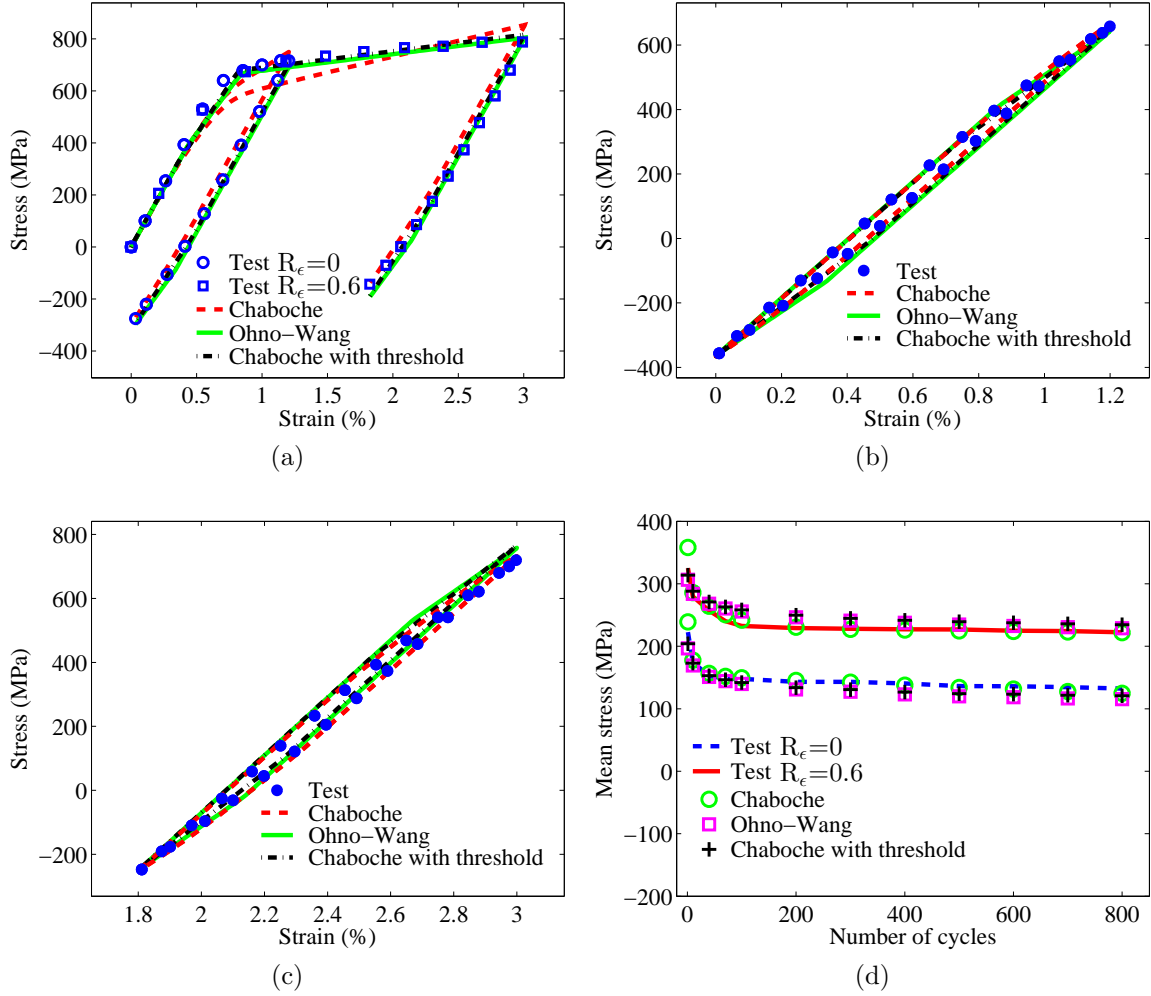 800
600
400
200
0
−200
−400
Stress (MPa)
Test R_ϵ=0
Test R_ϵ=0.6
Chaboche
Ohno−Wang
Chaboche with threshold
0 0.5 1 1.5 2 2.5 3
Strain (%)
(a)
600
400
200
0
−200
−400
Stress (MPa)
Test
Chaboche
Ohno−Wang
Chaboche with threshold
0 0.2 0.4 0.6 0.8 1 1.2
Strain (%)
(b)
800
600
400
200
0
−200
Stress (MPa)
Test
Chaboche
Ohno−Wang
Chaboche with threshold
1.8 2 2.2 2.4 2.6 2.8 3
Strain (%)
(c)
400
300
200
100
0
−100
−200
Mean stress (MPa)
Test R_ϵ=0
Test R_ϵ=0.6
Chaboche
Ohno−Wang
Chaboche with threshold
0 200 400 600 800
Number of cycles
(d)